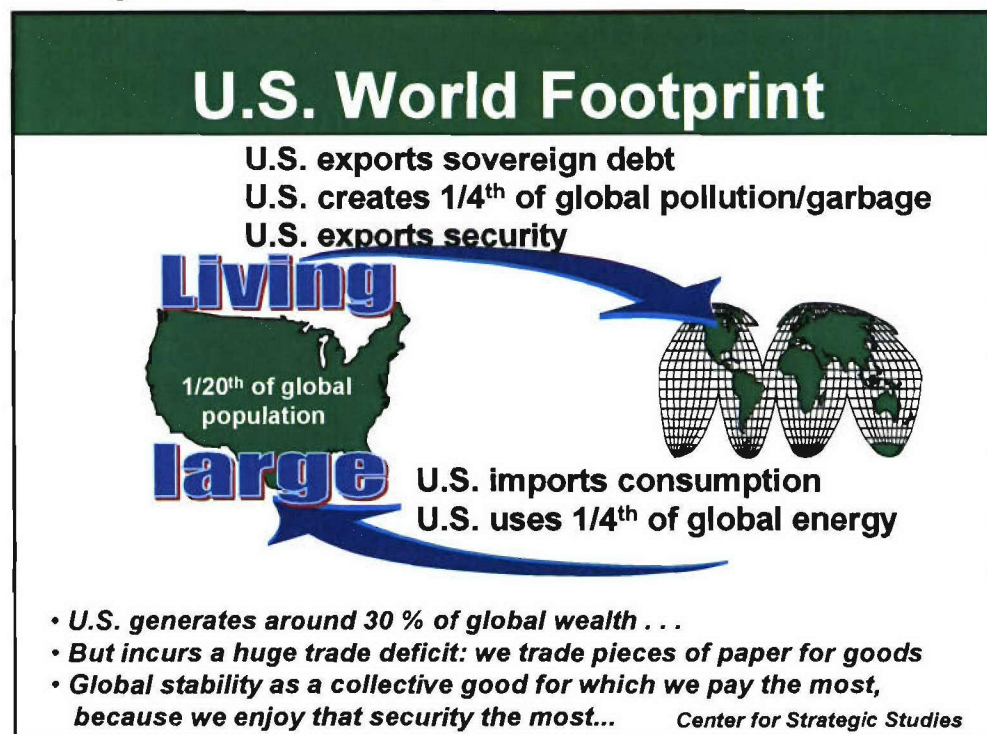 U.S. World Footprint
U.S. exports sovereign debt
U.S. creates 1/4th of global pollution/garbage
U.S. exports security
Living
1/20th of global
population
large
U.S. imports consumption
U.S. uses 1/4th of global energy
• U.S. generates around 30 % of global wealth . . .
• But incurs a huge trade deficit: we trade pieces of paper for goods
• Global stability as a collective good for which we pay the most,
because we enjoy that security the most...
Center for Strategic Studies